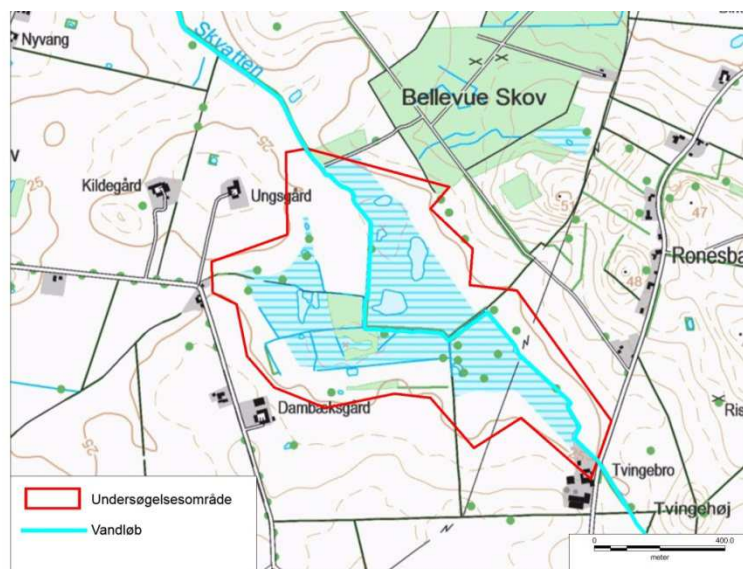 Nyvang
Skvatten
Bellevue Skov
25
25
Kildegård
Ungsgård
51
47
Ronesba
48
Dambæksgård
25
Ris
Tvingebro
Tvingehøj
Undersøgelsesområde
Vandløb
0
400.0
meter